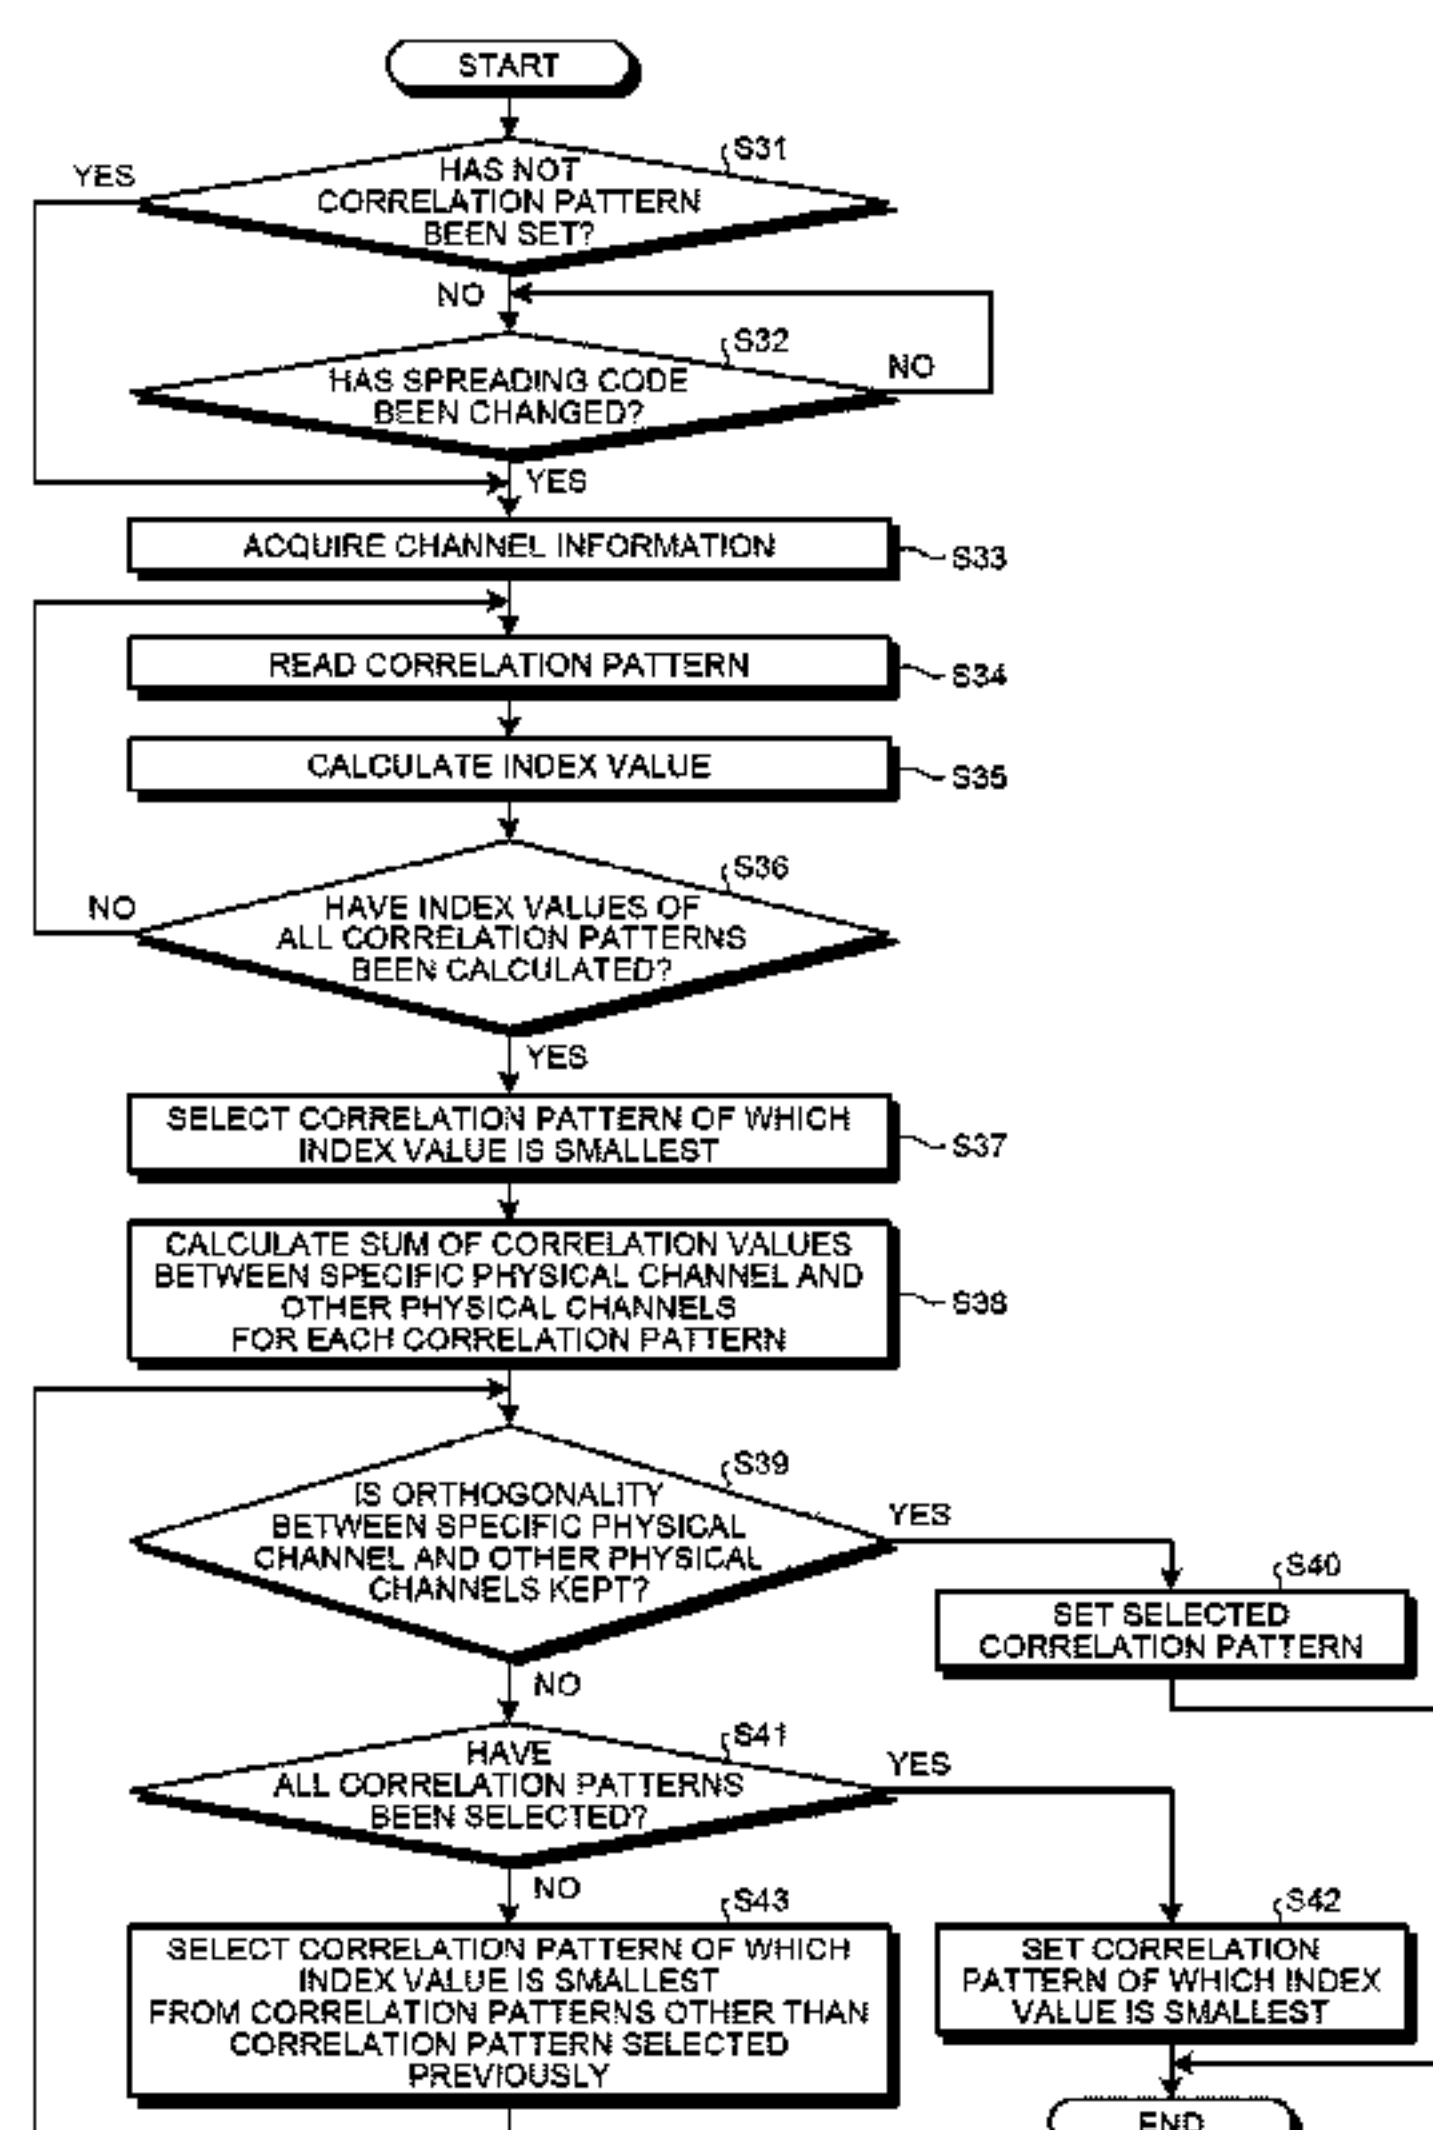 START
S31
YES
HAS NOT
CORRELATION PATTERN
BEEN SET?
NO
S32
NO
HAS SPREADING CODE
BEEN CHANGED?
YES
ACQUIRE CHANNEL INFORMATION
S33
READ CORRELATION PATTERN
S34
CALCULATE INDEX VALUE
S35
S36
NO
HAVE INDEX VALUES OF
ALL CORRELATION PATTERNS
BEEN CALCULATED?
YES
SELECT CORRELATION PATTERN OF WHICH
INDEX VALUE IS SMALLEST
S37
CALCULATE SUM OF CORRELATION VALUES
BETWEEN SPECIFIC PHYSICAL CHANNEL AND
OTHER PHYSICAL CHANNELS
FOR EACH CORRELATION PATTERN
S38
S39
IS ORTHOGONALITY
BETWEEN SPECIFIC PHYSICAL
CHANNEL AND OTHER PHYSICAL
CHANNELS KEPT?
YES
S40
SET SELECTED
CORRELATION PATTERN
NO
S41
HAVE
ALL CORRELATION PATTERNS
BEEN SELECTED?
YES
NO
S43
SELECT CORRELATION PATTERN OF WHICH
INDEX VALUE IS SMALLEST
FROM CORRELATION PATTERNS OTHER THAN
CORRELATION PATTERN SELECTED
PREVIOUSLY
S42
SET CORRELATION
PATTERN OF WHICH INDEX
VALUE IS SMALLEST
END